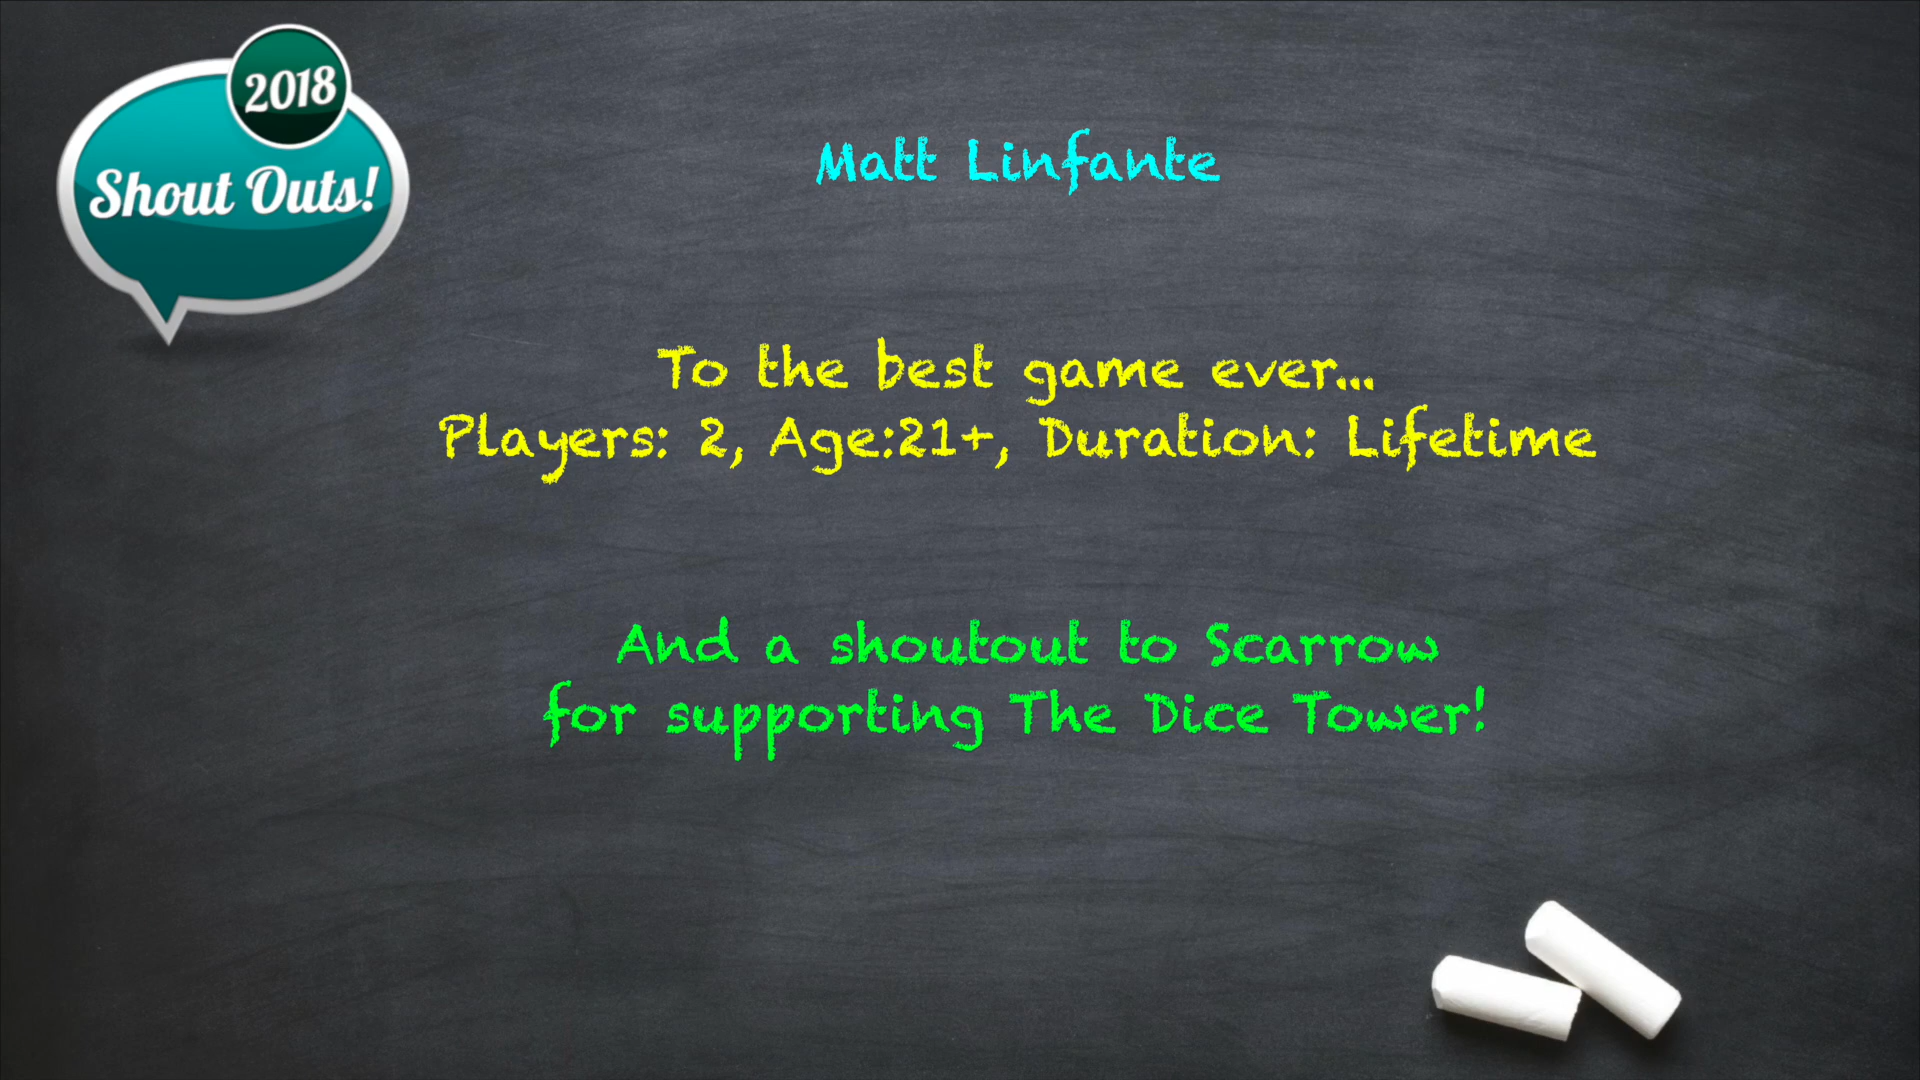 2018
Shout Outs!
Matt Linfante
To the best game ever...
Players: 2, Age:21+, Duration: Lifetime
And a shoutout to Scarrow
for supporting The Dice Tower!